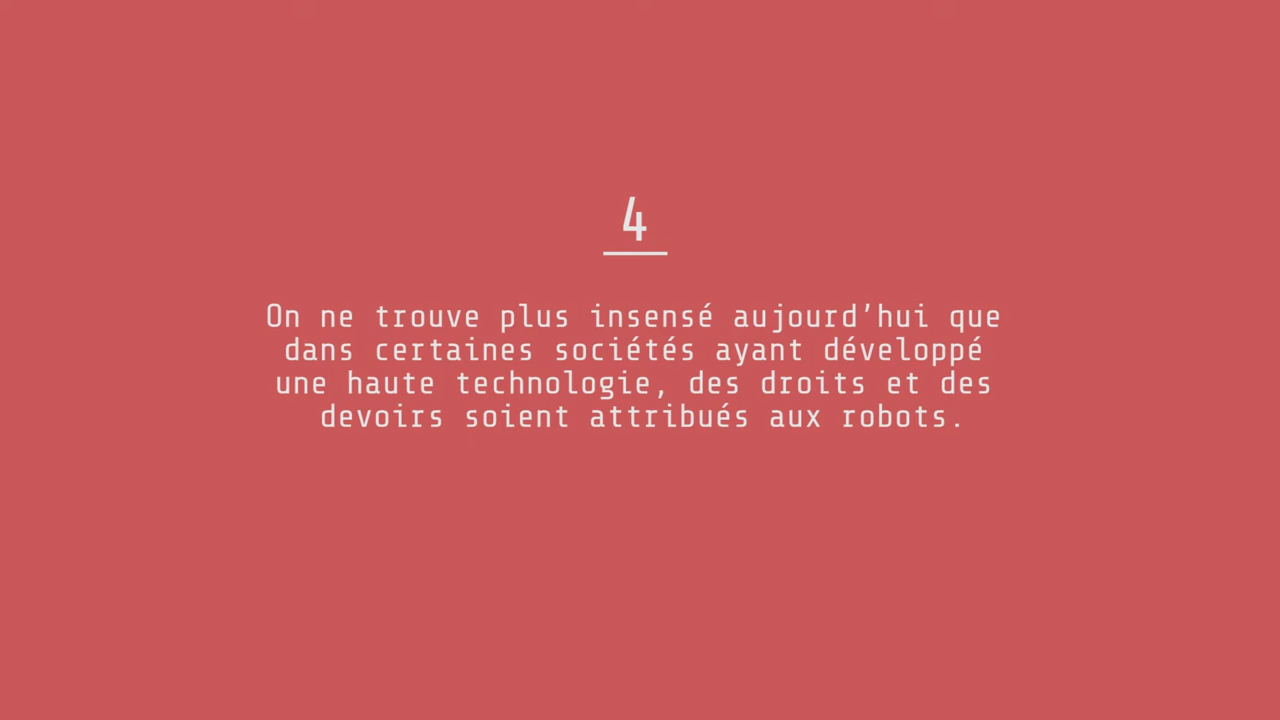 4
On ne trouve plus insensé aujourd’hui que
dans certaines sociétés ayant développé
une haute technologie, des droits et des
devoirs soient attribués aux robots.